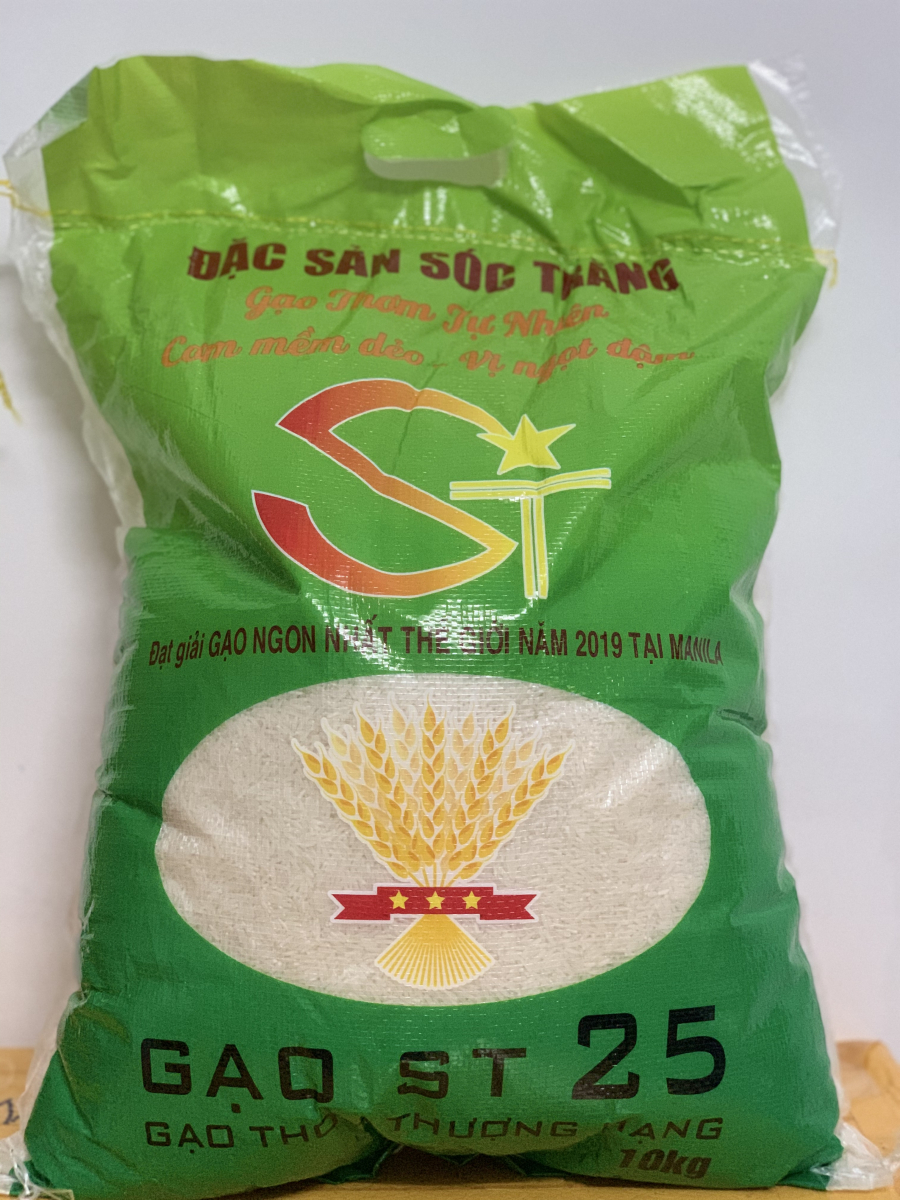 ĐẶC SẢN SÓC TRĂNG
Gạo Thơm Tự Nhiên
Cơm mềm dẻo - Vị ngọt đậm
ST
Đạt giải GẠO NGON NHẤT THẾ GIỚI NĂM 2019 TẠI MANILA
GẠO ST 25
GẠO THƠM THƯỢNG HẠNG
10kg